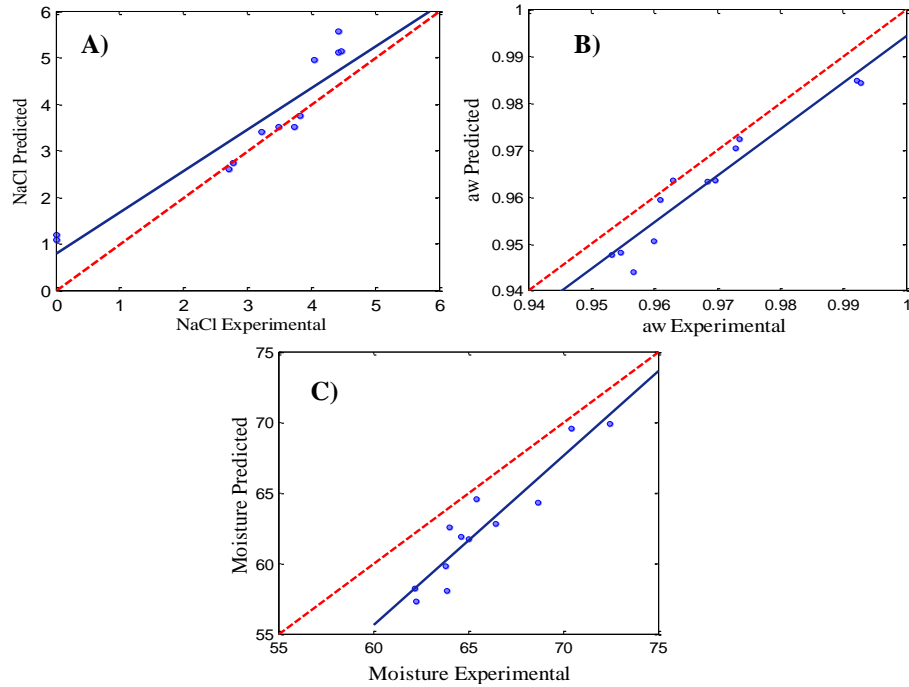 A)
NaCl Predicted
6
5
4
3
2
1
0
0 1 2 3 4 5 6
NaCl Experimental
B)
aw Predicted
1
0.99
0.98
0.97
0.96
0.95
0.94
0.94 0.95 0.96 0.97 0.98 0.99 1
aw Experimental
C)
Moisture Predicted
75
70
65
60
55
55 60 65 70 75
Moisture Experimental